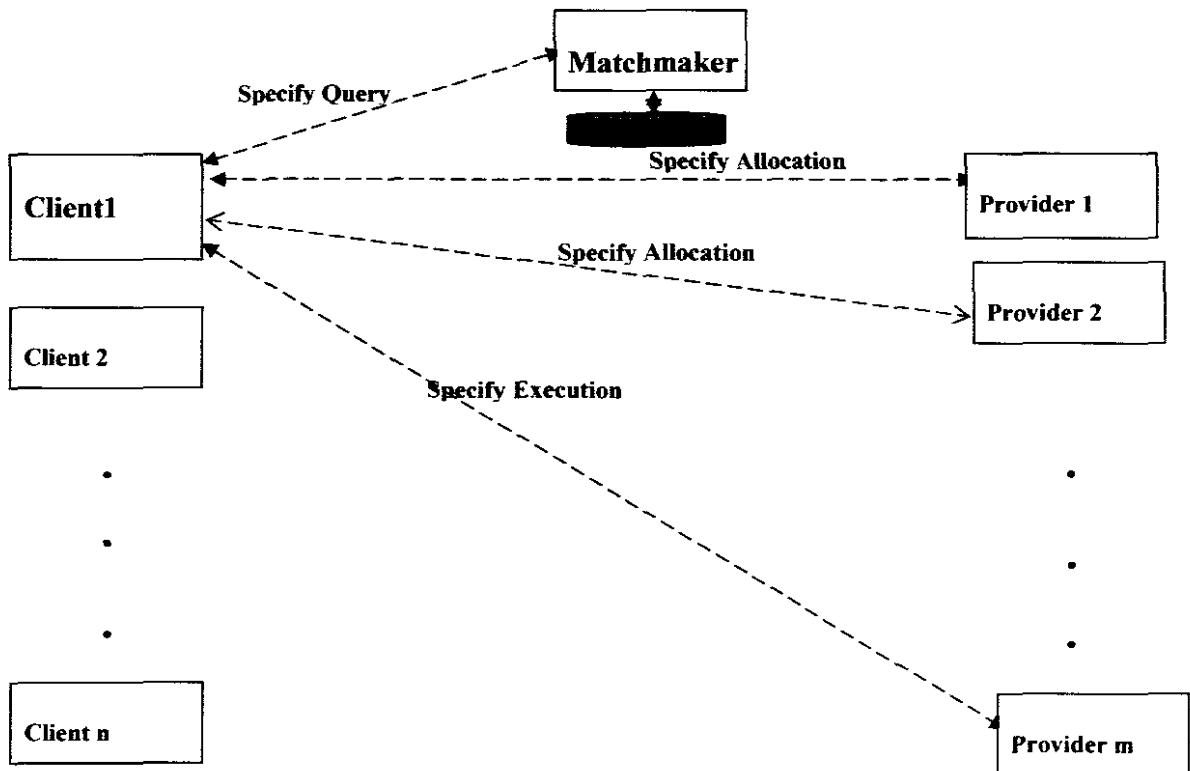 Matchmaker
Specify Query
Specify Allocation
Client1
Provider 1
Specify Allocation
Provider 2
Client 2
Specify Execution
Client n
Provider m